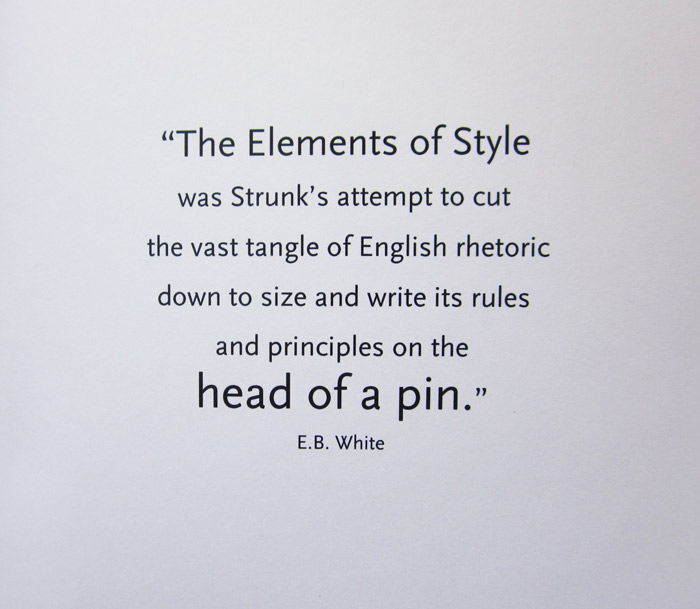 “The Elements of Style
was Strunk’s attempt to cut
the vast tangle of English rhetoric
down to size and write its rules
and principles on the
head of a pin.”
E.B. White